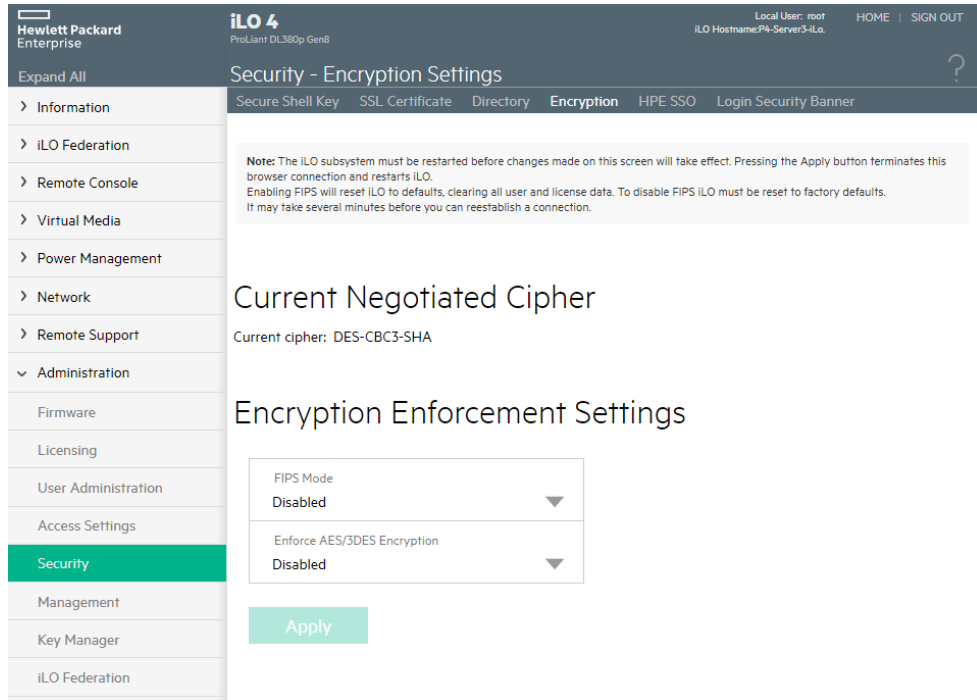 Hewlett Packard
Enterprise
iLO 4
ProLiant DL380p Gen8
Local User: root
iLO Hostname:P4-Server3-iLo.
HOME | SIGN OUT
Expand All
Security - Encryption Settings
?
Secure Shell Key SSL Certificate Directory Encryption HPE SSO Login Security Banner
Information
iLO Federation
Remote Console
Virtual Media
Power Management
Network
Remote Support
Administration
Firmware
Licensing
User Administration
Access Settings
Security
Management
Key Manager
iLO Federation
Note: The iLO subsystem must be restarted before changes made on this screen will take effect. Pressing the Apply button terminates this
browser connection and restarts iLO.
Enabling FIPS will reset iLO to defaults, clearing all user and license data. To disable FIPS iLO must be reset to factory defaults.
It may take several minutes before you can reestablish a connection.
Current Negotiated Cipher
Current cipher: DES-CBC3-SHA
Encryption Enforcement Settings
FIPS Mode
Disabled
Enforce AES/3DES Encryption
Disabled
Apply